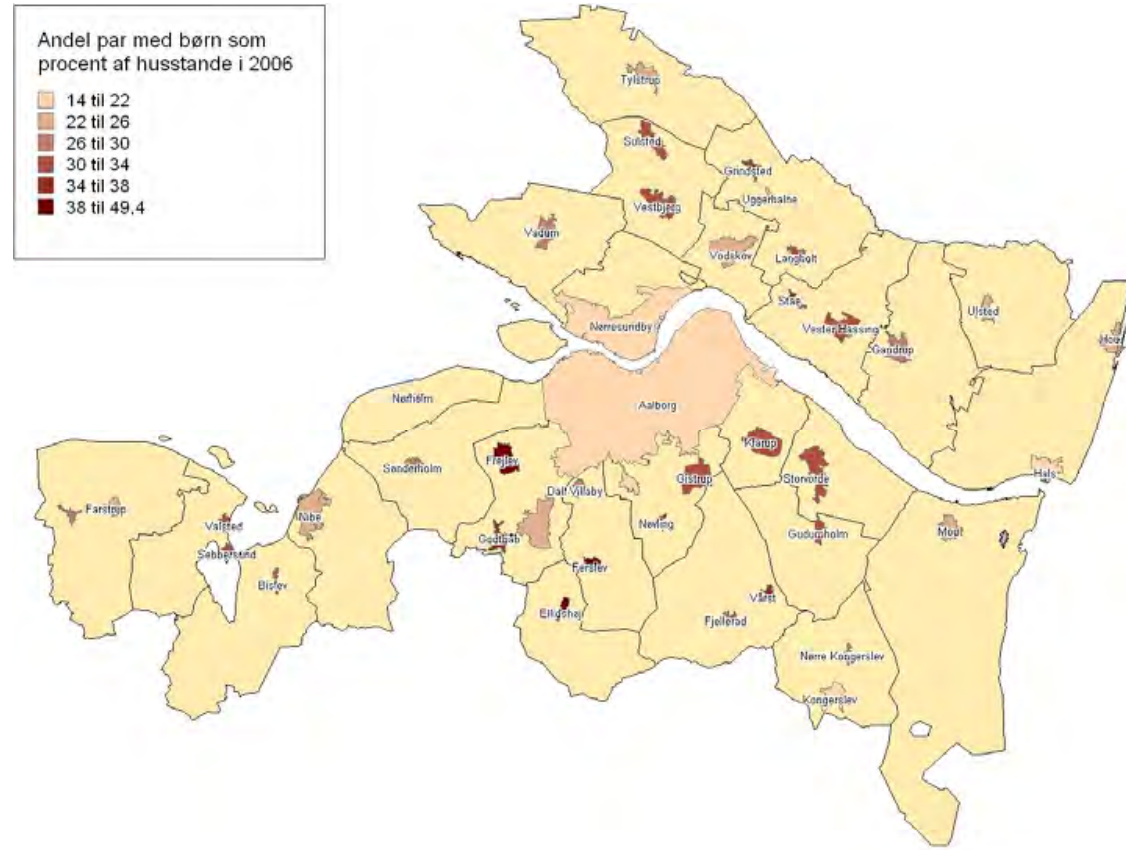 Andel par med børn som
procent af husstande i 2006
14 til 22
22 til 26
26 til 30
30 til 34
34 til 38
38 til 49,4
Tylstrup
Sulsted
Grindsted
Uggerhalne
Vestbjerg
Vadum
Vodskov
Langholt
Stae
Ulsted
Nørresundby
Vester Hassing
Gandrup
Hou
Nørholm
Aalborg
Klarup
Frejlev
Sønderholm
Gistrup
Storvorde
Hals
Dall Villaby
Farstrup
Nibe
Valsted
Godthåb
Nøvling
Gudumholm
Mou
Sebbersund
Bislev
Ferslev
Vårst
Ellidshøj
Fjellerad
Nørre Kongerslev
Kongerslev